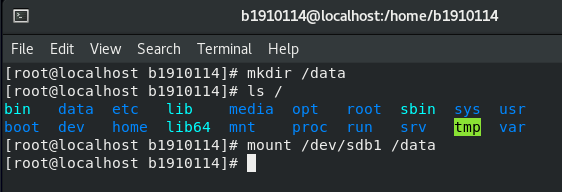 b1910114@localhost:/home/b1910114
File Edit View Search Terminal Help
[root@localhost b1910114]# mkdir /data
[root@localhost b1910114]# ls /
bin data etc lib media opt root sbin sys usr
boot dev home lib64 mnt proc run srv tmp var
[root@localhost b1910114]# mount /dev/sdb1 /data
[root@localhost b1910114]#